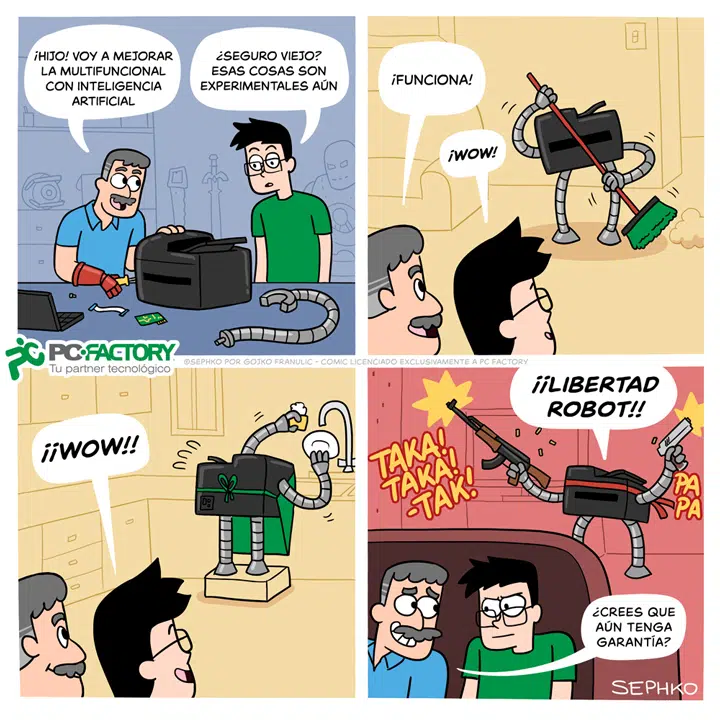 ¡HIJO! VOY A MEJORAR
LA MULTIFUNCIONAL
CON INTELIGENCIA
ARTIFICIAL
¿SEGURO VIEJO?
ESAS COSAS SON
EXPERIMENTALES AÚN
¡FUNCIONA!
¡WOW!
PC·FACTORY
Tu partner tecnológico
©SEPHKO POR GOJKO FRANULIC - COMIC LICENCIADO EXCLUSIVAMENTE A PC FACTORY
¡¡WOW!!
¡¡LIBERTAD
ROBOT!!
TAKA!
TAKA!
-TAK!
PA
PA
¿CREES QUE
AÚN TENGA
GARANTÍA?
SEPHKO